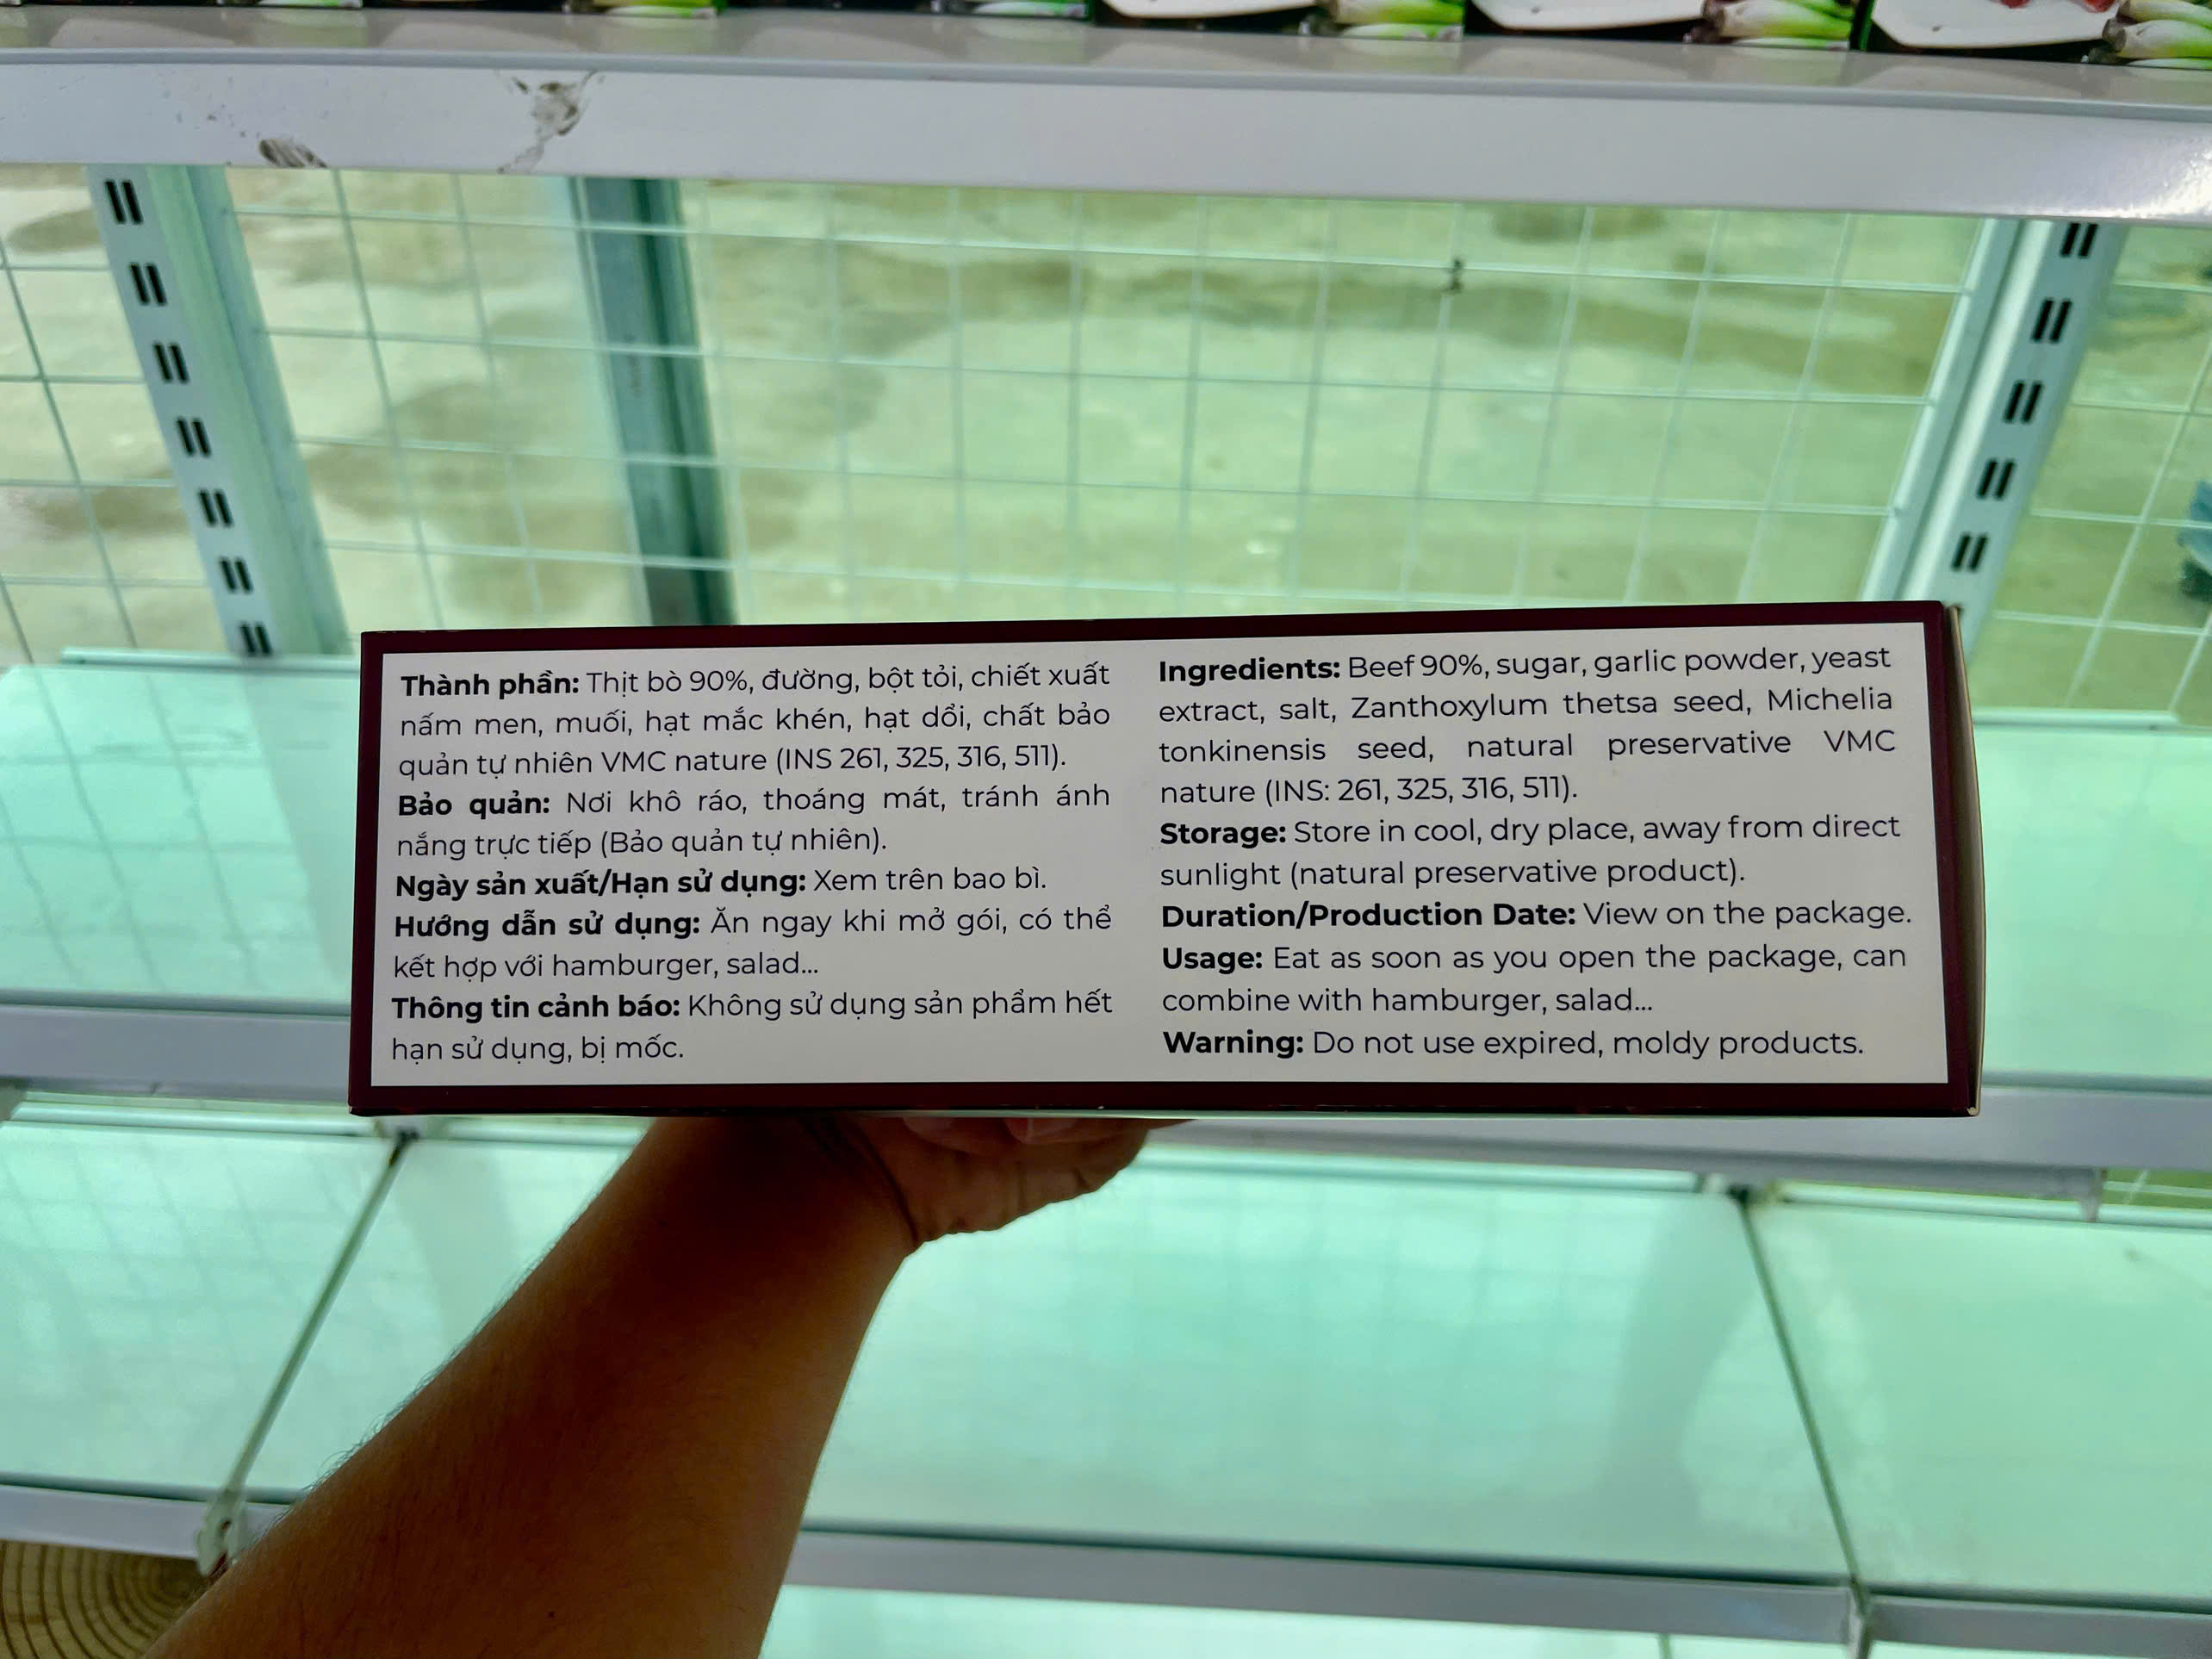 Thành phần: Thịt bò 90%, đường, bột tỏi, chiết xuất
nấm men, muối, hạt mắc khén, hạt dổi, chất bảo
quản tự nhiên VMC nature (INS 261, 325, 316, 511).
Bảo quản: Nơi khô ráo, thoáng mát, tránh ánh
nắng trực tiếp (Bảo quản tự nhiên).
Ngày sản xuất/Hạn sử dụng: Xem trên bao bì.
Hướng dẫn sử dụng: Ăn ngay khi mở gói, có thể
kết hợp với hamburger, salad...
Thông tin cảnh báo: Không sử dụng sản phẩm hết
hạn sử dụng, bị mốc.
Ingredients: Beef 90%, sugar, garlic powder, yeast
extract, salt, Zanthoxylum thetsa seed, Michelia
tonkinensis seed, natural preservative VMC
nature (INS: 261, 325, 316, 511).
Storage: Store in cool, dry place, away from direct
sunlight (natural preservative product).
Duration/Production Date: View on the package.
Usage: Eat as soon as you open the package, can
combine with hamburger, salad...
Warning: Do not use expired, moldy products.